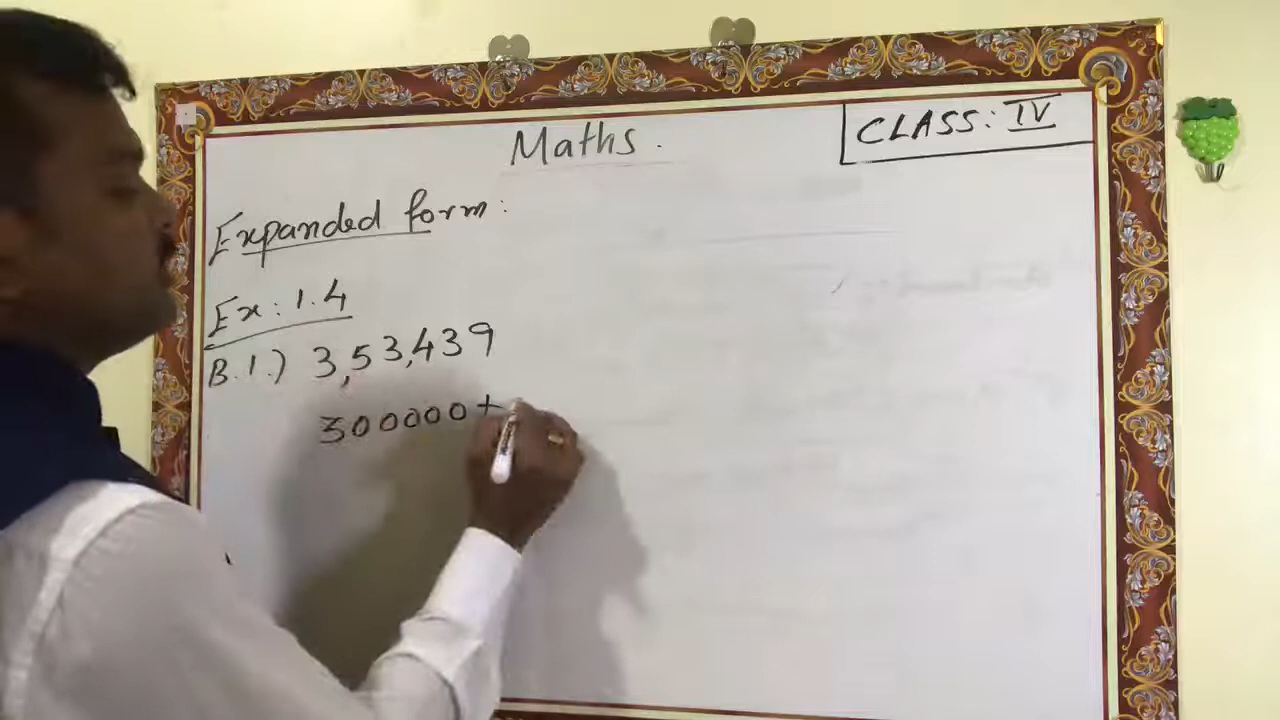 Maths.
CLASS: IV
Expanded form:
Ex: 1.4
B.1.) 3,53,439
300000+